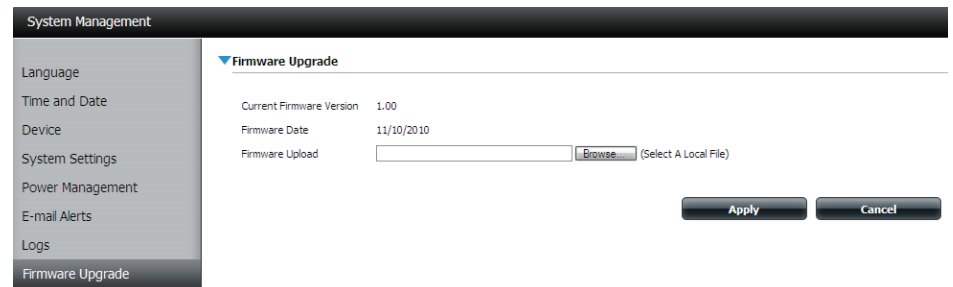 System Management
Language
Time and Date
Device
System Settings
Power Management
E-mail Alerts
Logs
Firmware Upgrade
Firmware Upgrade
Current Firmware Version 1.00
Firmware Date 11/10/2010
Firmware Upload Browse... (Select A Local File)
Apply Cancel